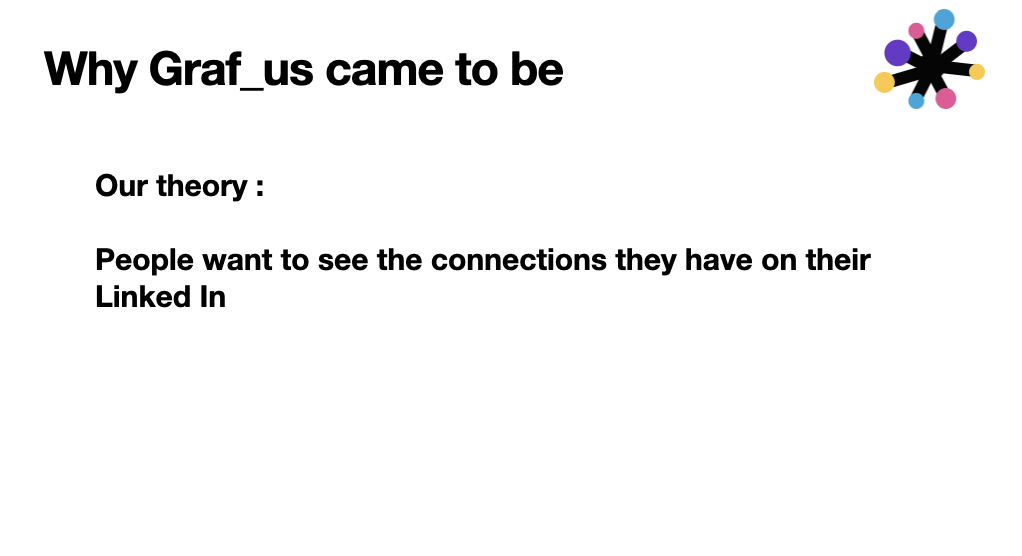 Why Graf_us came to be
Our theory :
People want to see the connections they have on their
Linked In